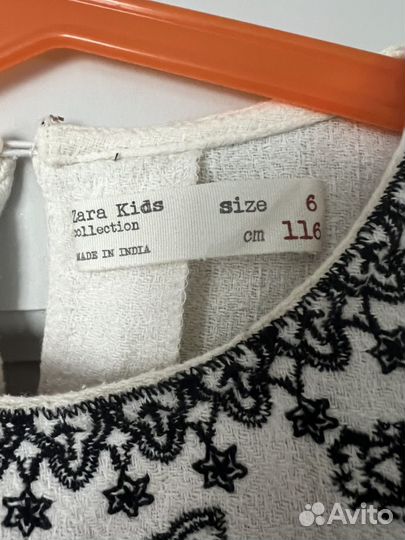 Zara Kids size 6
collection cm 116
MADE IN INDIA
Avito